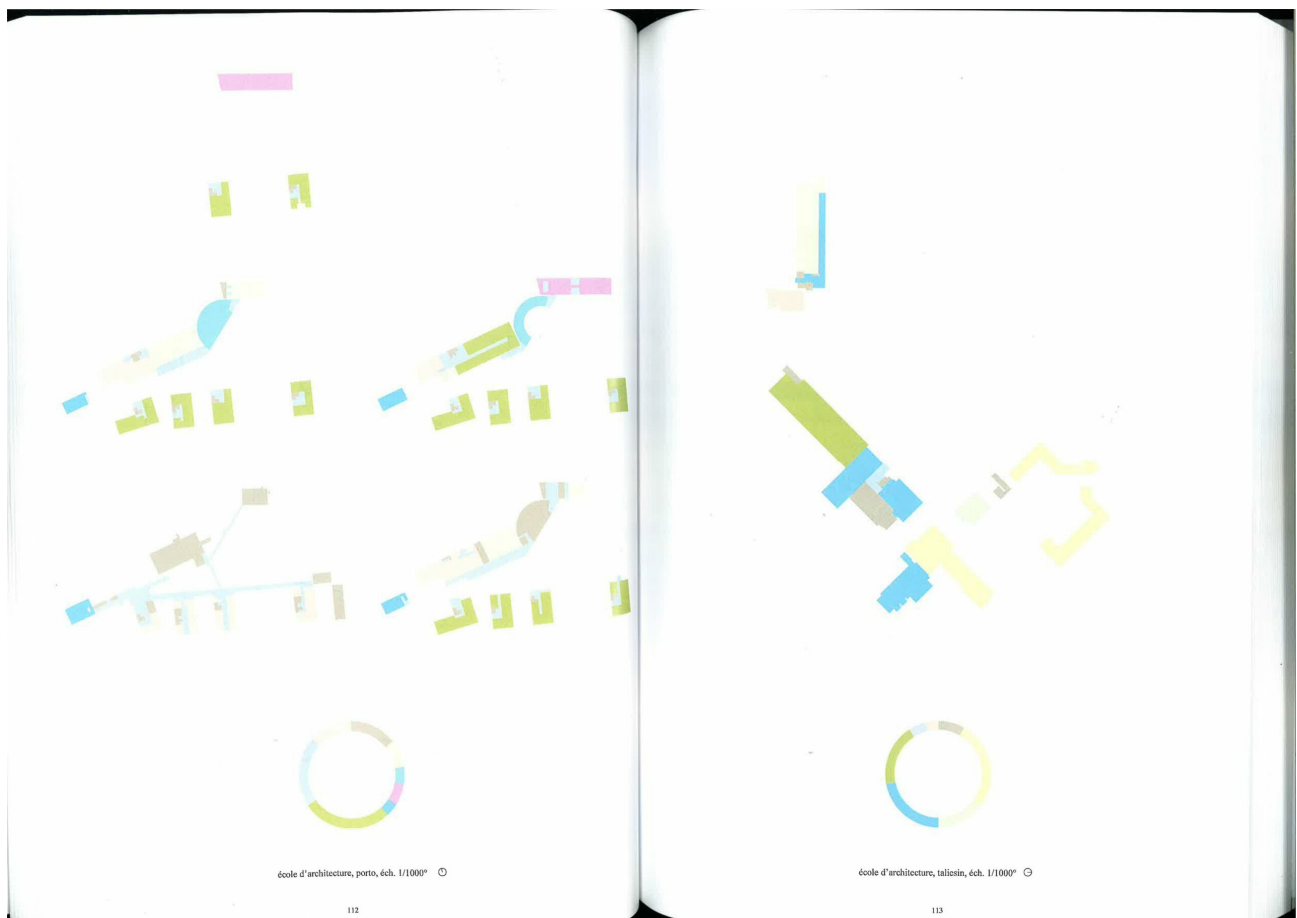 école d'architecture, porto, éch. 1/1000°
112
école d'architecture, taliesin, éch. 1/1000°
113